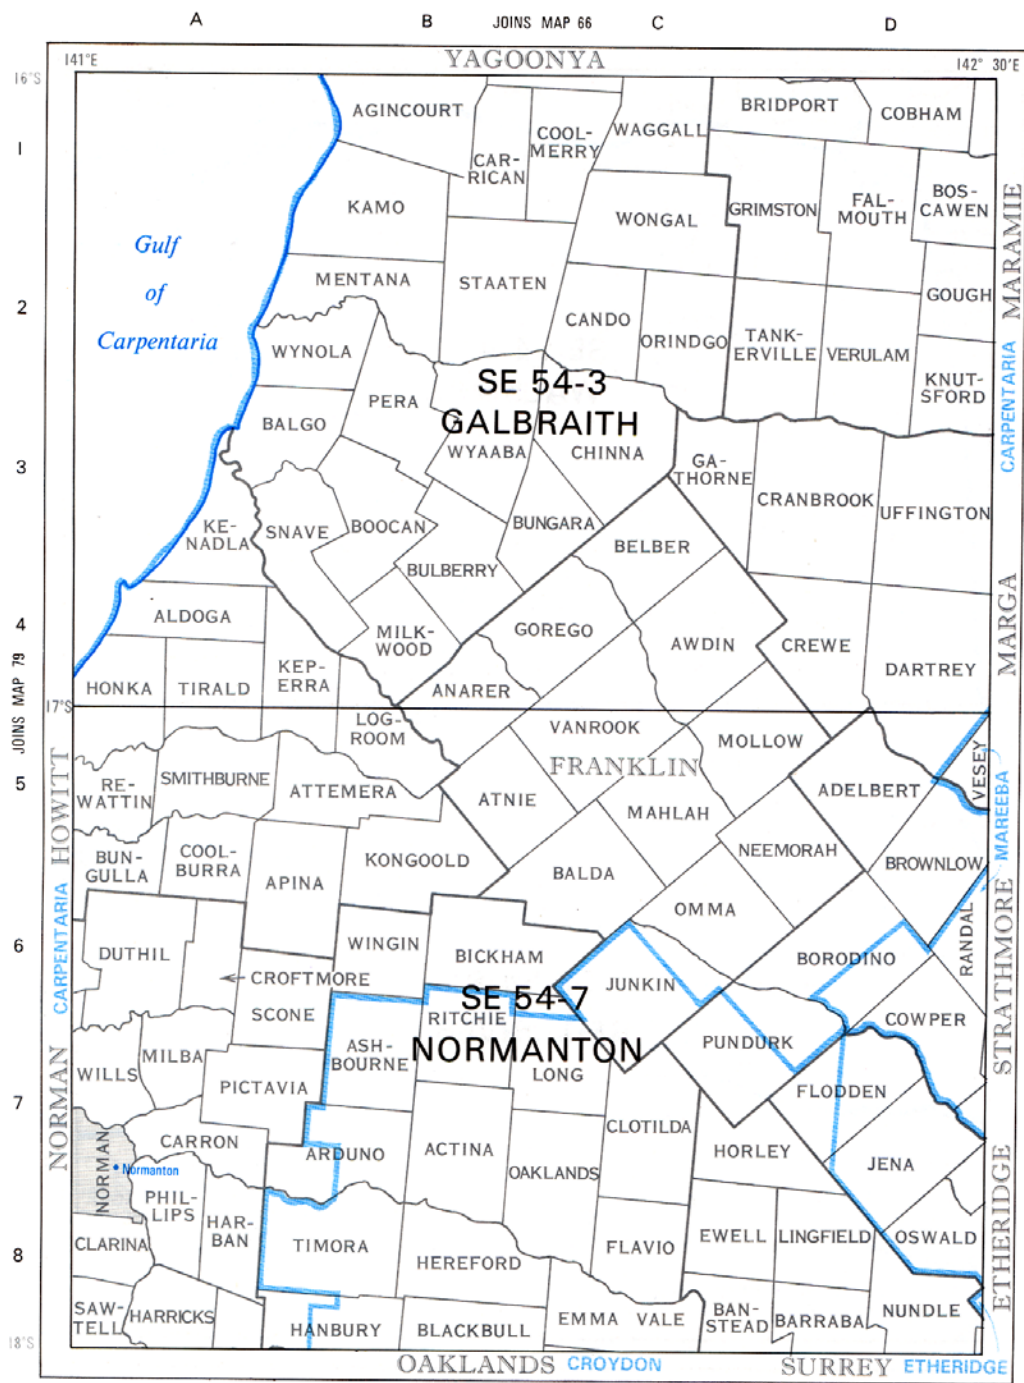 A
B
JOINS MAP 66
C
D
141°E
YAGOONYA
142° 30'E
16°S
AGINCOURT
BRIDPORT
COBHAM
1
COOL-
MERRY
WAGGALL
CAR-
RICAN
BOS-
CAWEN
KAMO
WONGAL
GRIMSTON
FAL-
MOUTH
MARAMIE
Gulf
of
Carpentaria
MENTANA
STAATEN
GOUGH
2
CANDO
ORINDGO
TANK-
ERVILLE
VERULAM
WYNOLA
SE 54-3
GALBRAITH
KNUT-
SFORD
CARPENTARIA
PERA
BALGO
WYAABA
CHINNA
GA-
THORNE
3
CRANBROOK
UFFINGTON
KE-
NADLA
SNAVE
BOOCAN
BUNGARA
BELBER
BULBERRY
MARGA
ALDOGA
4
MILK-
WOOD
GOREGO
AWDIN
CREWE
DARTREY
JOINS MAP 79
HONKA
TIRALD
KEP-
ERRA
ANARER
17°S
LOG-
ROOM
VANROOK
MOLLOW
FRANKLIN
VESEY
HOWITT
5
RE-
WATTIN
SMITHBURNE
ATTEMERA
ATNIE
MAHLAH
ADELBERT
MAREEBA
BUN-
GULLA
COOL-
BURRA
APINA
KONGOOLD
BALDA
NEEMORAH
BROWNLOW
CARPENTARIA
OMMA
STRATHMORE
6
DUTHIL
WINGIN
BICKHAM
BORODINO
RANDAL
CROFTMORE
JUNKIN
SE 54-7
NORMANTON
SCONE
RITCHIE
COWPER
ASH-
BOURNE
PUNDURK
MILBA
WILLS
LONG
PICTAVIA
FLODDEN
7
NORMAN
CARRON
ARDUNO
ACTINA
CLOTILDA
HORLEY
JENA
NORMAN
Normanton
OAKLANDS
PHIL-
LIPS
HAR-
BAN
ETHERIDGE
8
CLARINA
TIMORA
HEREFORD
FLAVIO
EWELL
LINGFIELD
OSWALD
SAW-
TELL
HARRICKS
HANBURY
BLACKBULL
EMMA VALE
BAN-
STEAD
BARRABA
NUNDLE
18°S
OAKLANDS
CROYDON
SURREY
ETHERIDGE